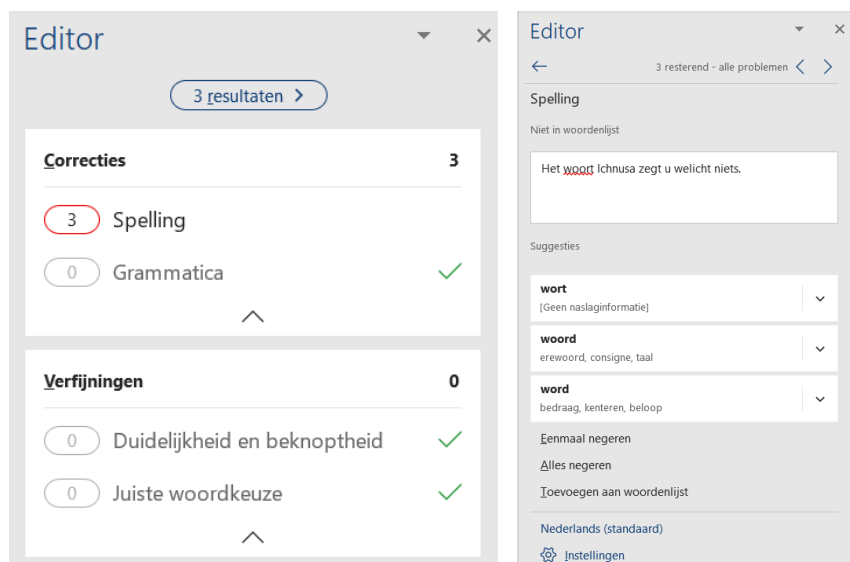 Editor
3 resultaten
Correcties 3
3 Spelling
0 Grammatica
Verfijningen 0
0 Duidelijkheid en beknoptheid
0 Juiste woordkeuze
Editor
3 resterend - alle problemen
Spelling
Niet in woordenlijst
Het woort Ichnusa zegt u welicht niets.
Suggesties
wort
[Geen naslaginformatie]
woord
erewoord, consigne, taal
word
bedraag, kenteren, beloop
Eenmaal negeren
Alles negeren
Toevoegen aan woordenlijst
Nederlands (standaard)
Instellingen